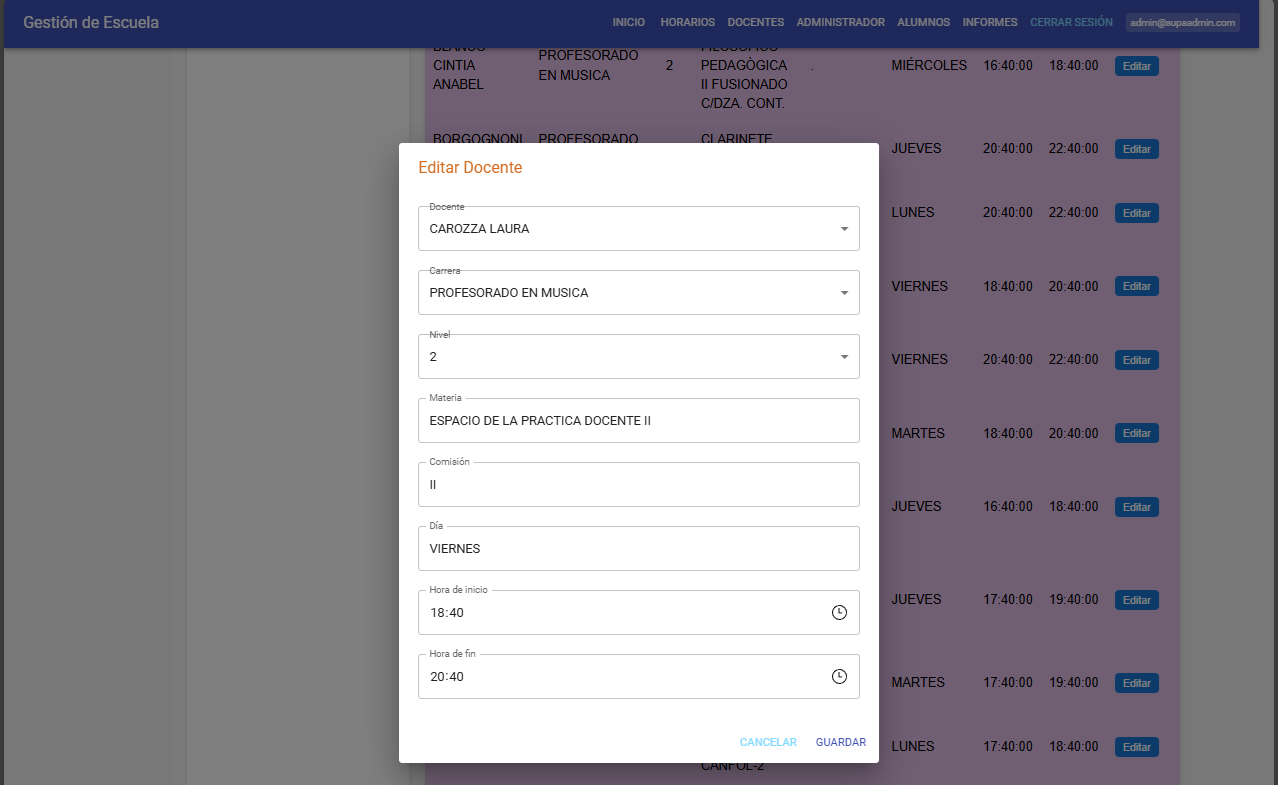 Gestión de Escuela
INICIO HORARIOS DOCENTES ADMINISTRADOR ALUMNOS INFORMES CERRAR SESIÓN admin@supaadmin.com
BLANCO
CINTIA
ANABEL
PROFESORADO
EN MUSICA
2
FILOSOFICO
PEDAGÒGICA
II FUSIONADO
C/DZA. CONT.
.
MIÉRCOLES 16:40:00 18:40:00 Editar
BORGOGNONI PROFESORADO CLARINETE
JUEVES 20:40:00 22:40:00 Editar
LUNES 20:40:00 22:40:00 Editar
VIERNES 18:40:00 20:40:00 Editar
VIERNES 20:40:00 22:40:00 Editar
MARTES 18:40:00 20:40:00 Editar
JUEVES 16:40:00 18:40:00 Editar
JUEVES 17:40:00 19:40:00 Editar
MARTES 17:40:00 19:40:00 Editar
LUNES 17:40:00 18:40:00 Editar
CANFOL-2
Editar Docente
Docente
CAROZZA LAURA
Carrera
PROFESORADO EN MUSICA
Nivel
2
Materia
ESPACIO DE LA PRACTICA DOCENTE II
Comisión
II
Día
VIERNES
Hora de inicio
18:40
Hora de fin
20:40
CANCELAR GUARDAR